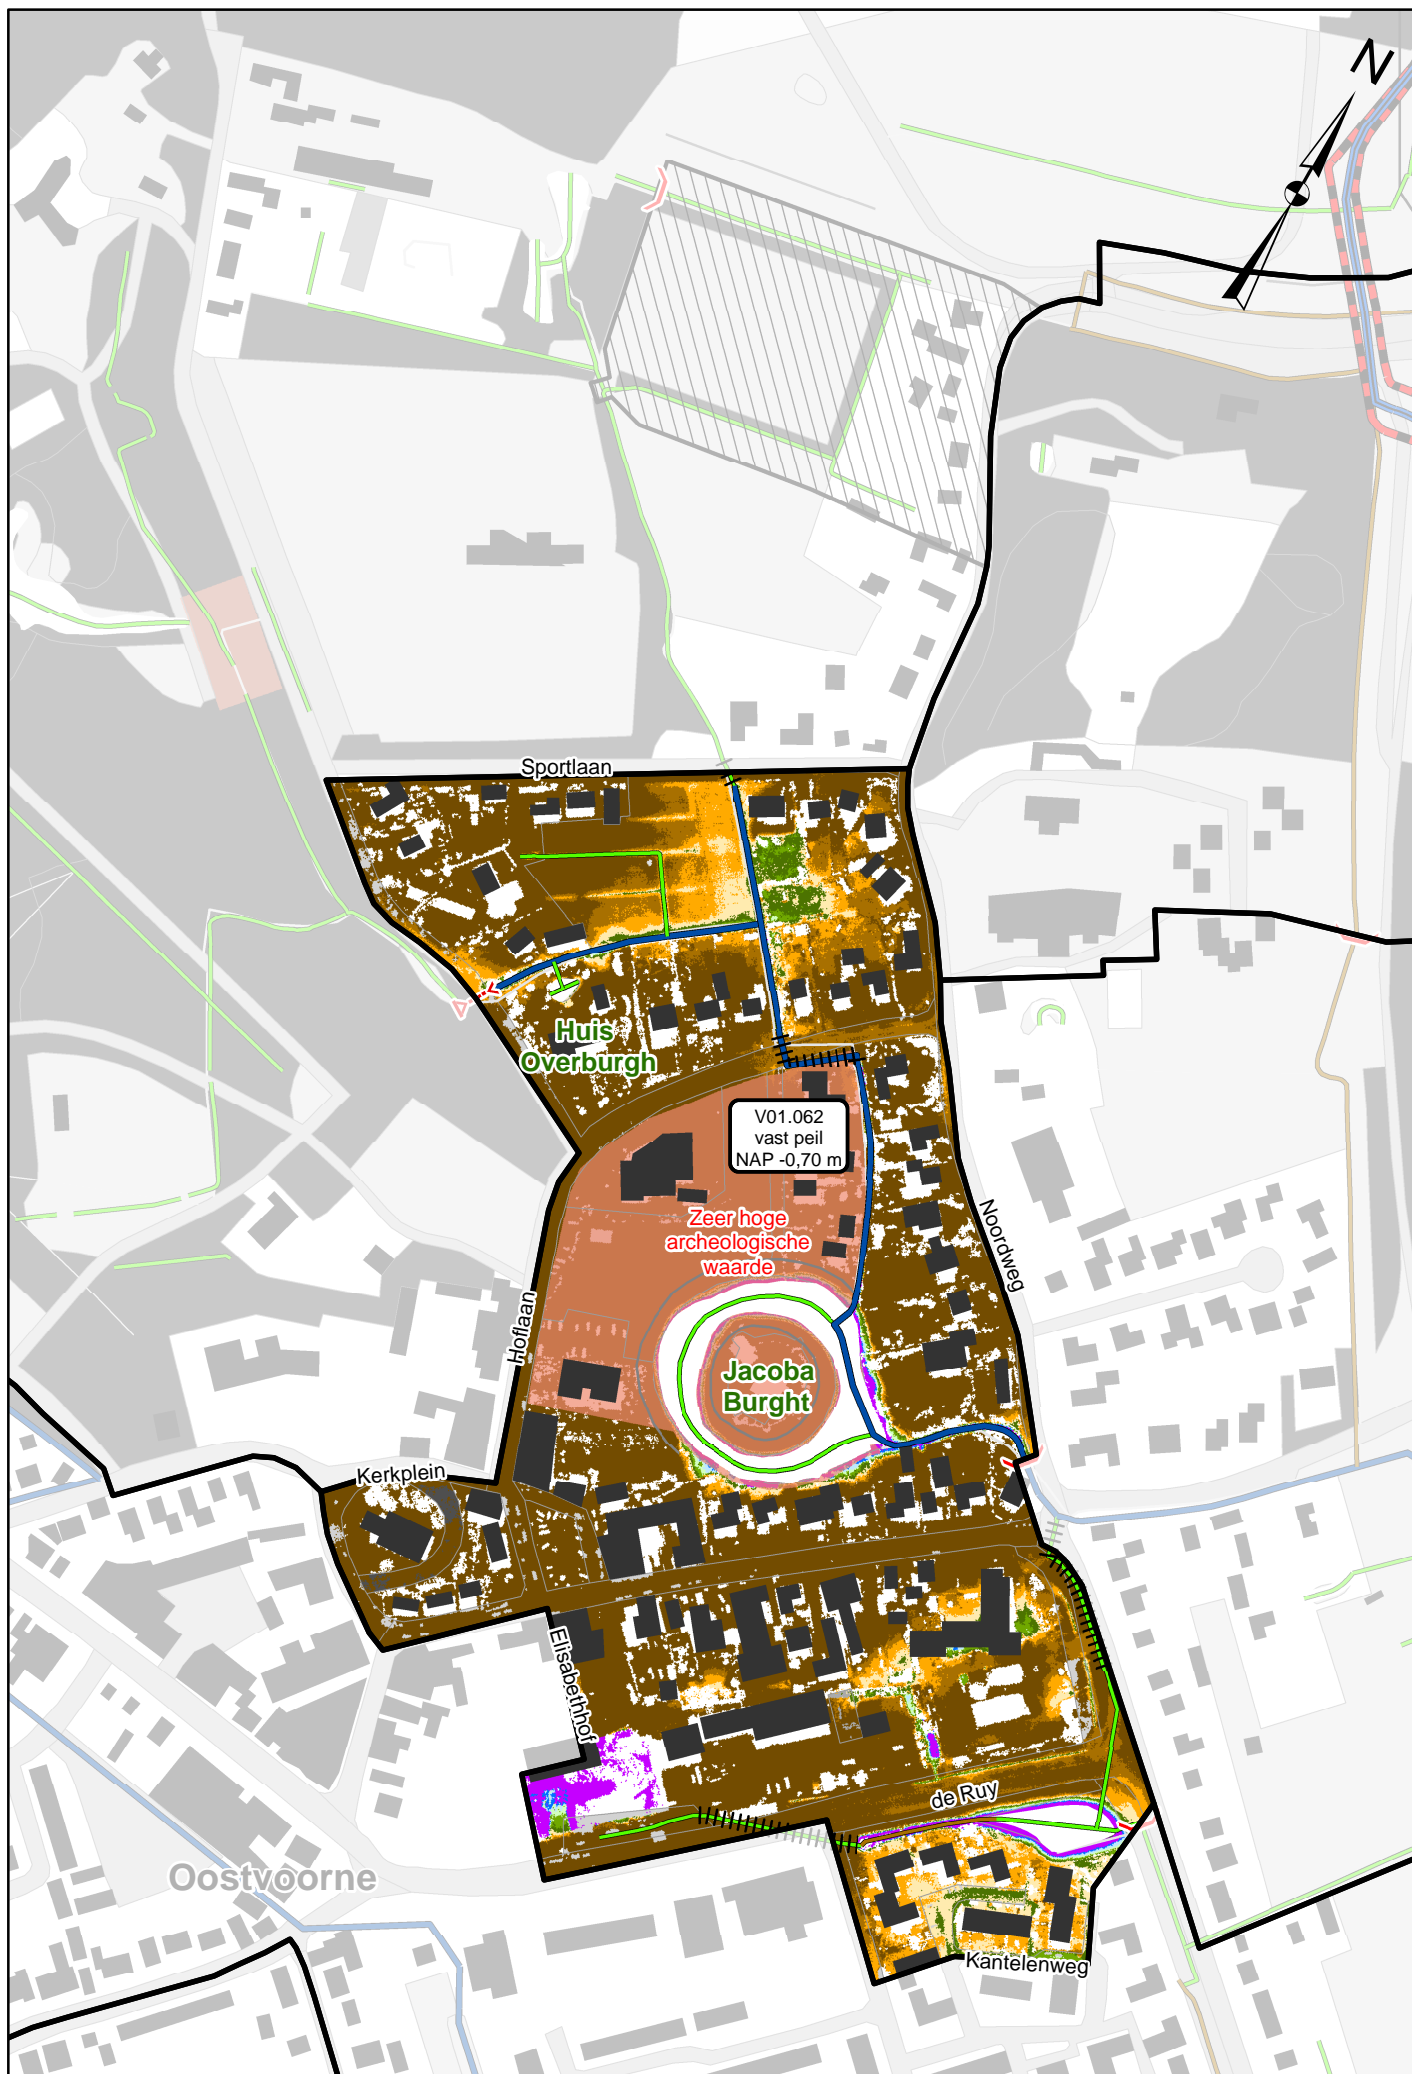 N
Sportlaan
Huis
Overburgh
V01.062
vast peil
NAP -0,70 m
Zeer hoge
archeologische
waarde
Noordweg
Hoflaan
Jacoba
Burght
Kerkplein
Elisabethhof
de Ruy
Oostvoorne
Kantelenweg